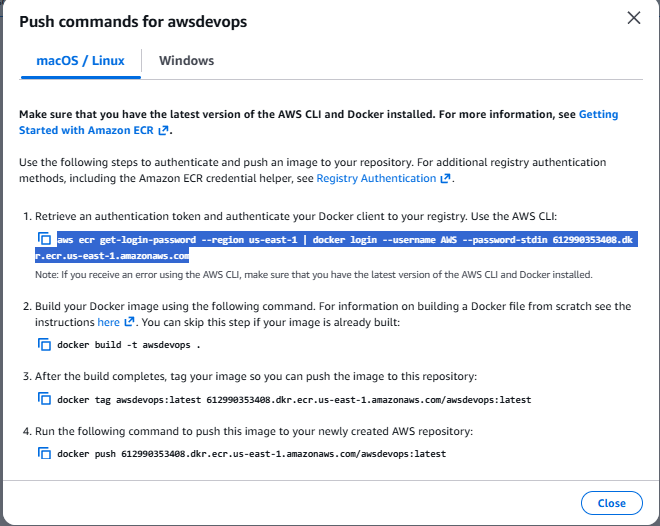 Push commands for awsdevops
macOS / Linux
Windows
Make sure that you have the latest version of the AWS CLI and Docker installed. For more information, see Getting
Started with Amazon ECR.
Use the following steps to authenticate and push an image to your repository. For additional registry authentication
methods, including the Amazon ECR credential helper, see Registry Authentication.
1. Retrieve an authentication token and authenticate your Docker client to your registry. Use the AWS CLI:
aws ecr get-login-password --region us-east-1 | docker login --username AWS --password-stdin 612990353408.dk
r.ecr.us-east-1.amazonaws.com
Note: If you receive an error using the AWS CLI, make sure that you have the latest version of the AWS CLI and Docker installed.
2. Build your Docker image using the following command. For information on building a Docker file from scratch see the
instructions here. You can skip this step if your image is already built:
docker build -t awsdevops .
3. After the build completes, tag your image so you can push the image to this repository:
docker tag awsdevops:latest 612990353408.dkr.ecr.us-east-1.amazonaws.com/awsdevops:latest
4. Run the following command to push this image to your newly created AWS repository:
docker push 612990353408.dkr.ecr.us-east-1.amazonaws.com/awsdevops:latest
Close